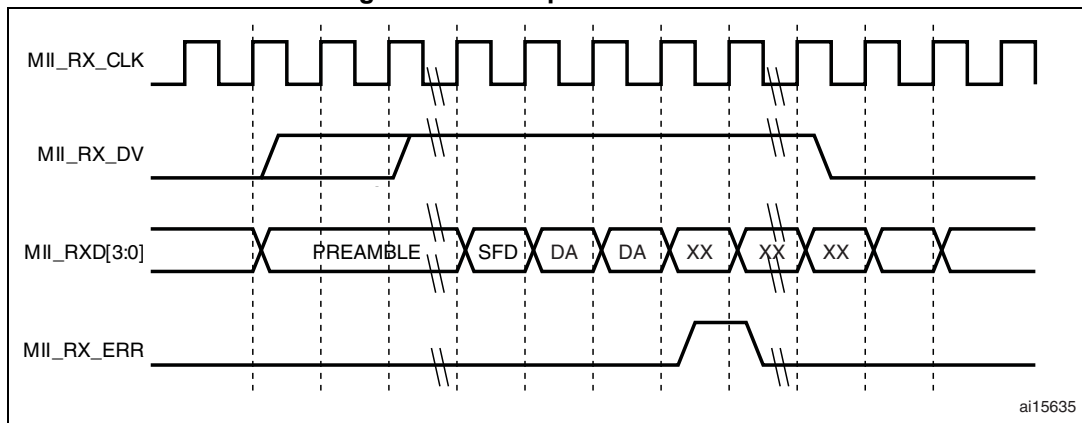 MII_RX_CLK
MII_RX_DV
MII_RXD[3:0] PREAMBLE SFD DA DA XX XX XX
MII_RX_ERR
ai15635